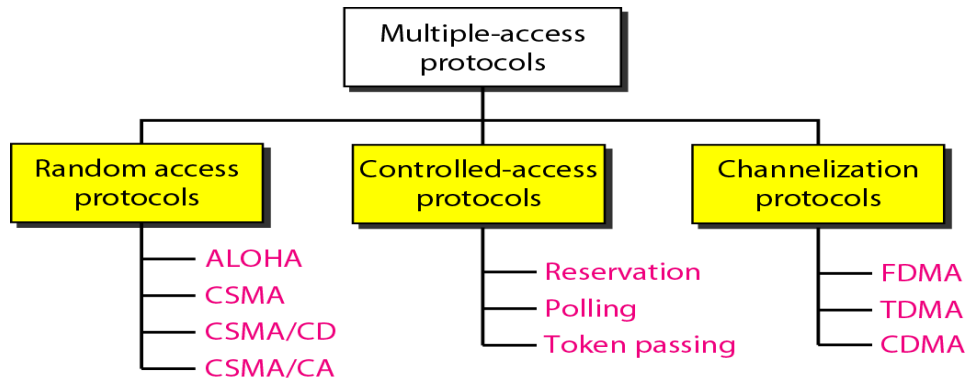 Multiple-access
protocols
Random access
protocols
Controlled-access
protocols
Channelization
protocols
ALOHA
CSMA
CSMA/CD
CSMA/CA
Reservation
Polling
Token passing
FDMA
TDMA
CDMA